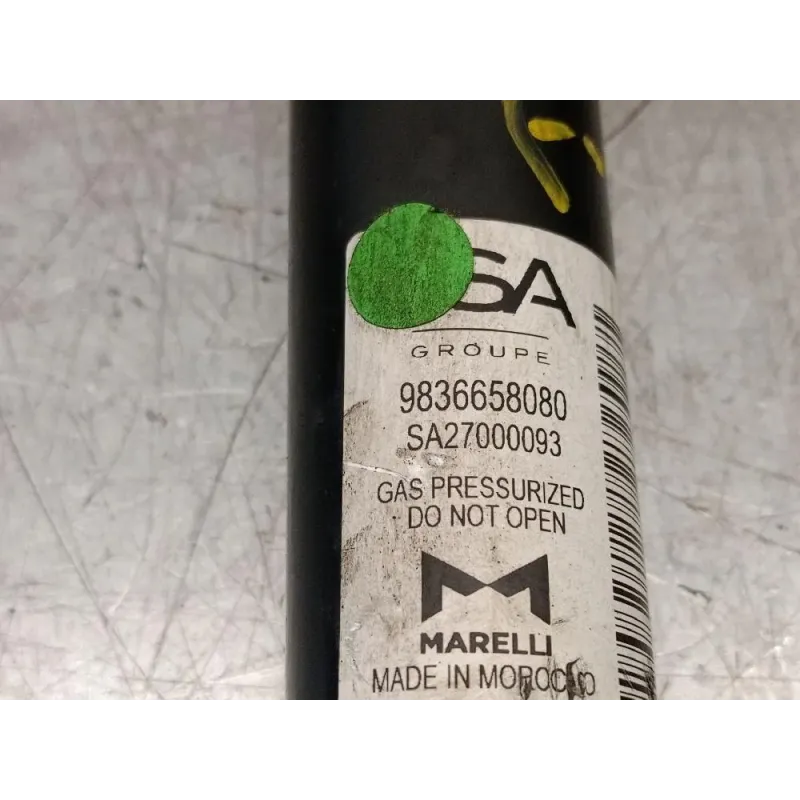 SA
GROUPE
9836658080
SA27000093
GAS PRESSURIZED
DO NOT OPEN
MARELLI
MADE IN MOROCCO